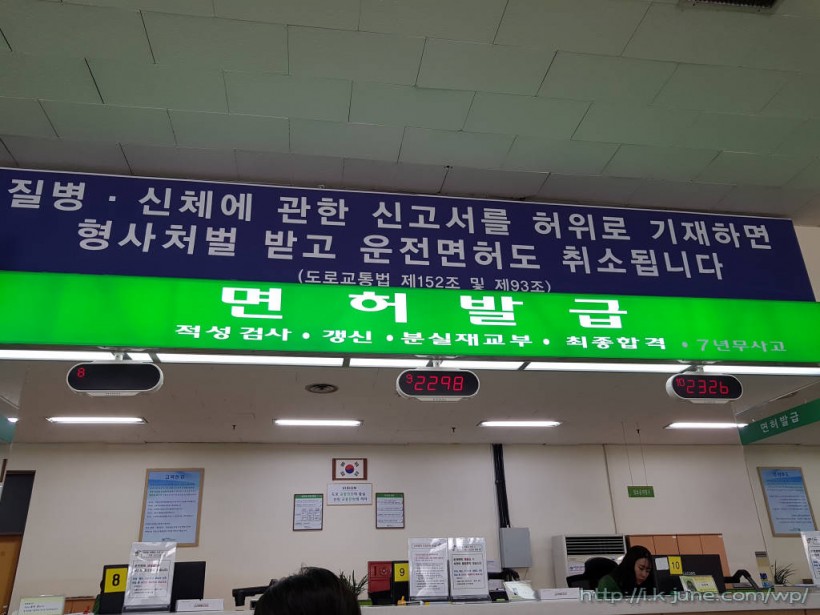 질병 · 신체에 관한 신고서를 허위로 기재하면
형사처벌 받고 운전면허도 취소됩니다
(도로교통법 제152조 및 제93조)
면허발급
적성검사 • 갱신 • 분실재교부 • 최종합격 • 7년무사고
8
9 2298
10 2326
면허발급
8
9
10
http://i.k-june.com/wp/